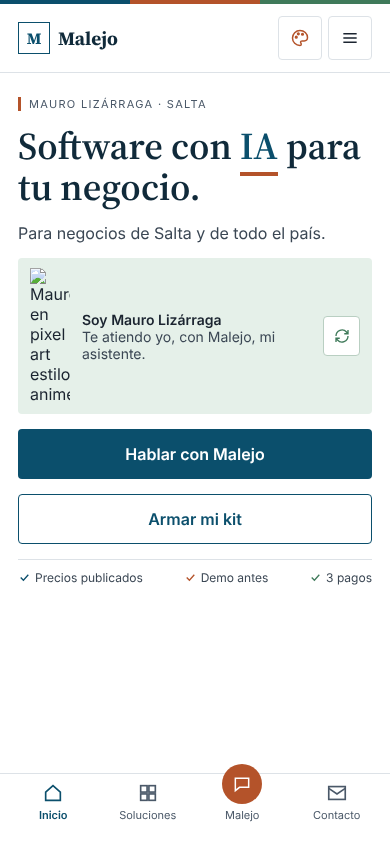 M Malejo
MAURO LIZÁRRAGA · SALTA
Software con IA para
tu negocio.
Para negocios de Salta y de todo el país.
Mauro
en
pixel
art
estilo
anime
Soy Mauro Lizárraga
Te atiendo yo, con Malejo, mi
asistente.
Hablar con Malejo
Armar mi kit
Precios publicados Demo antes 3 pagos
Inicio Soluciones Malejo Contacto